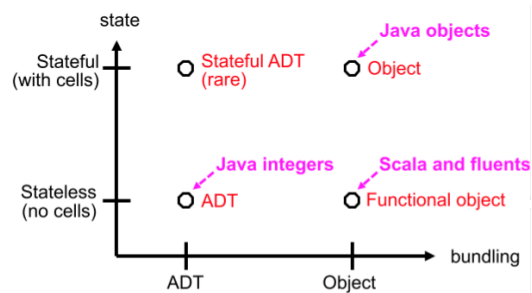 state
Java objects
Stateful
(with cells)
Stateful ADT
(rare)
Object
Java integers
Scala and fluents
Stateless
(no cells)
ADT
Functional object
bundling
ADT
Object